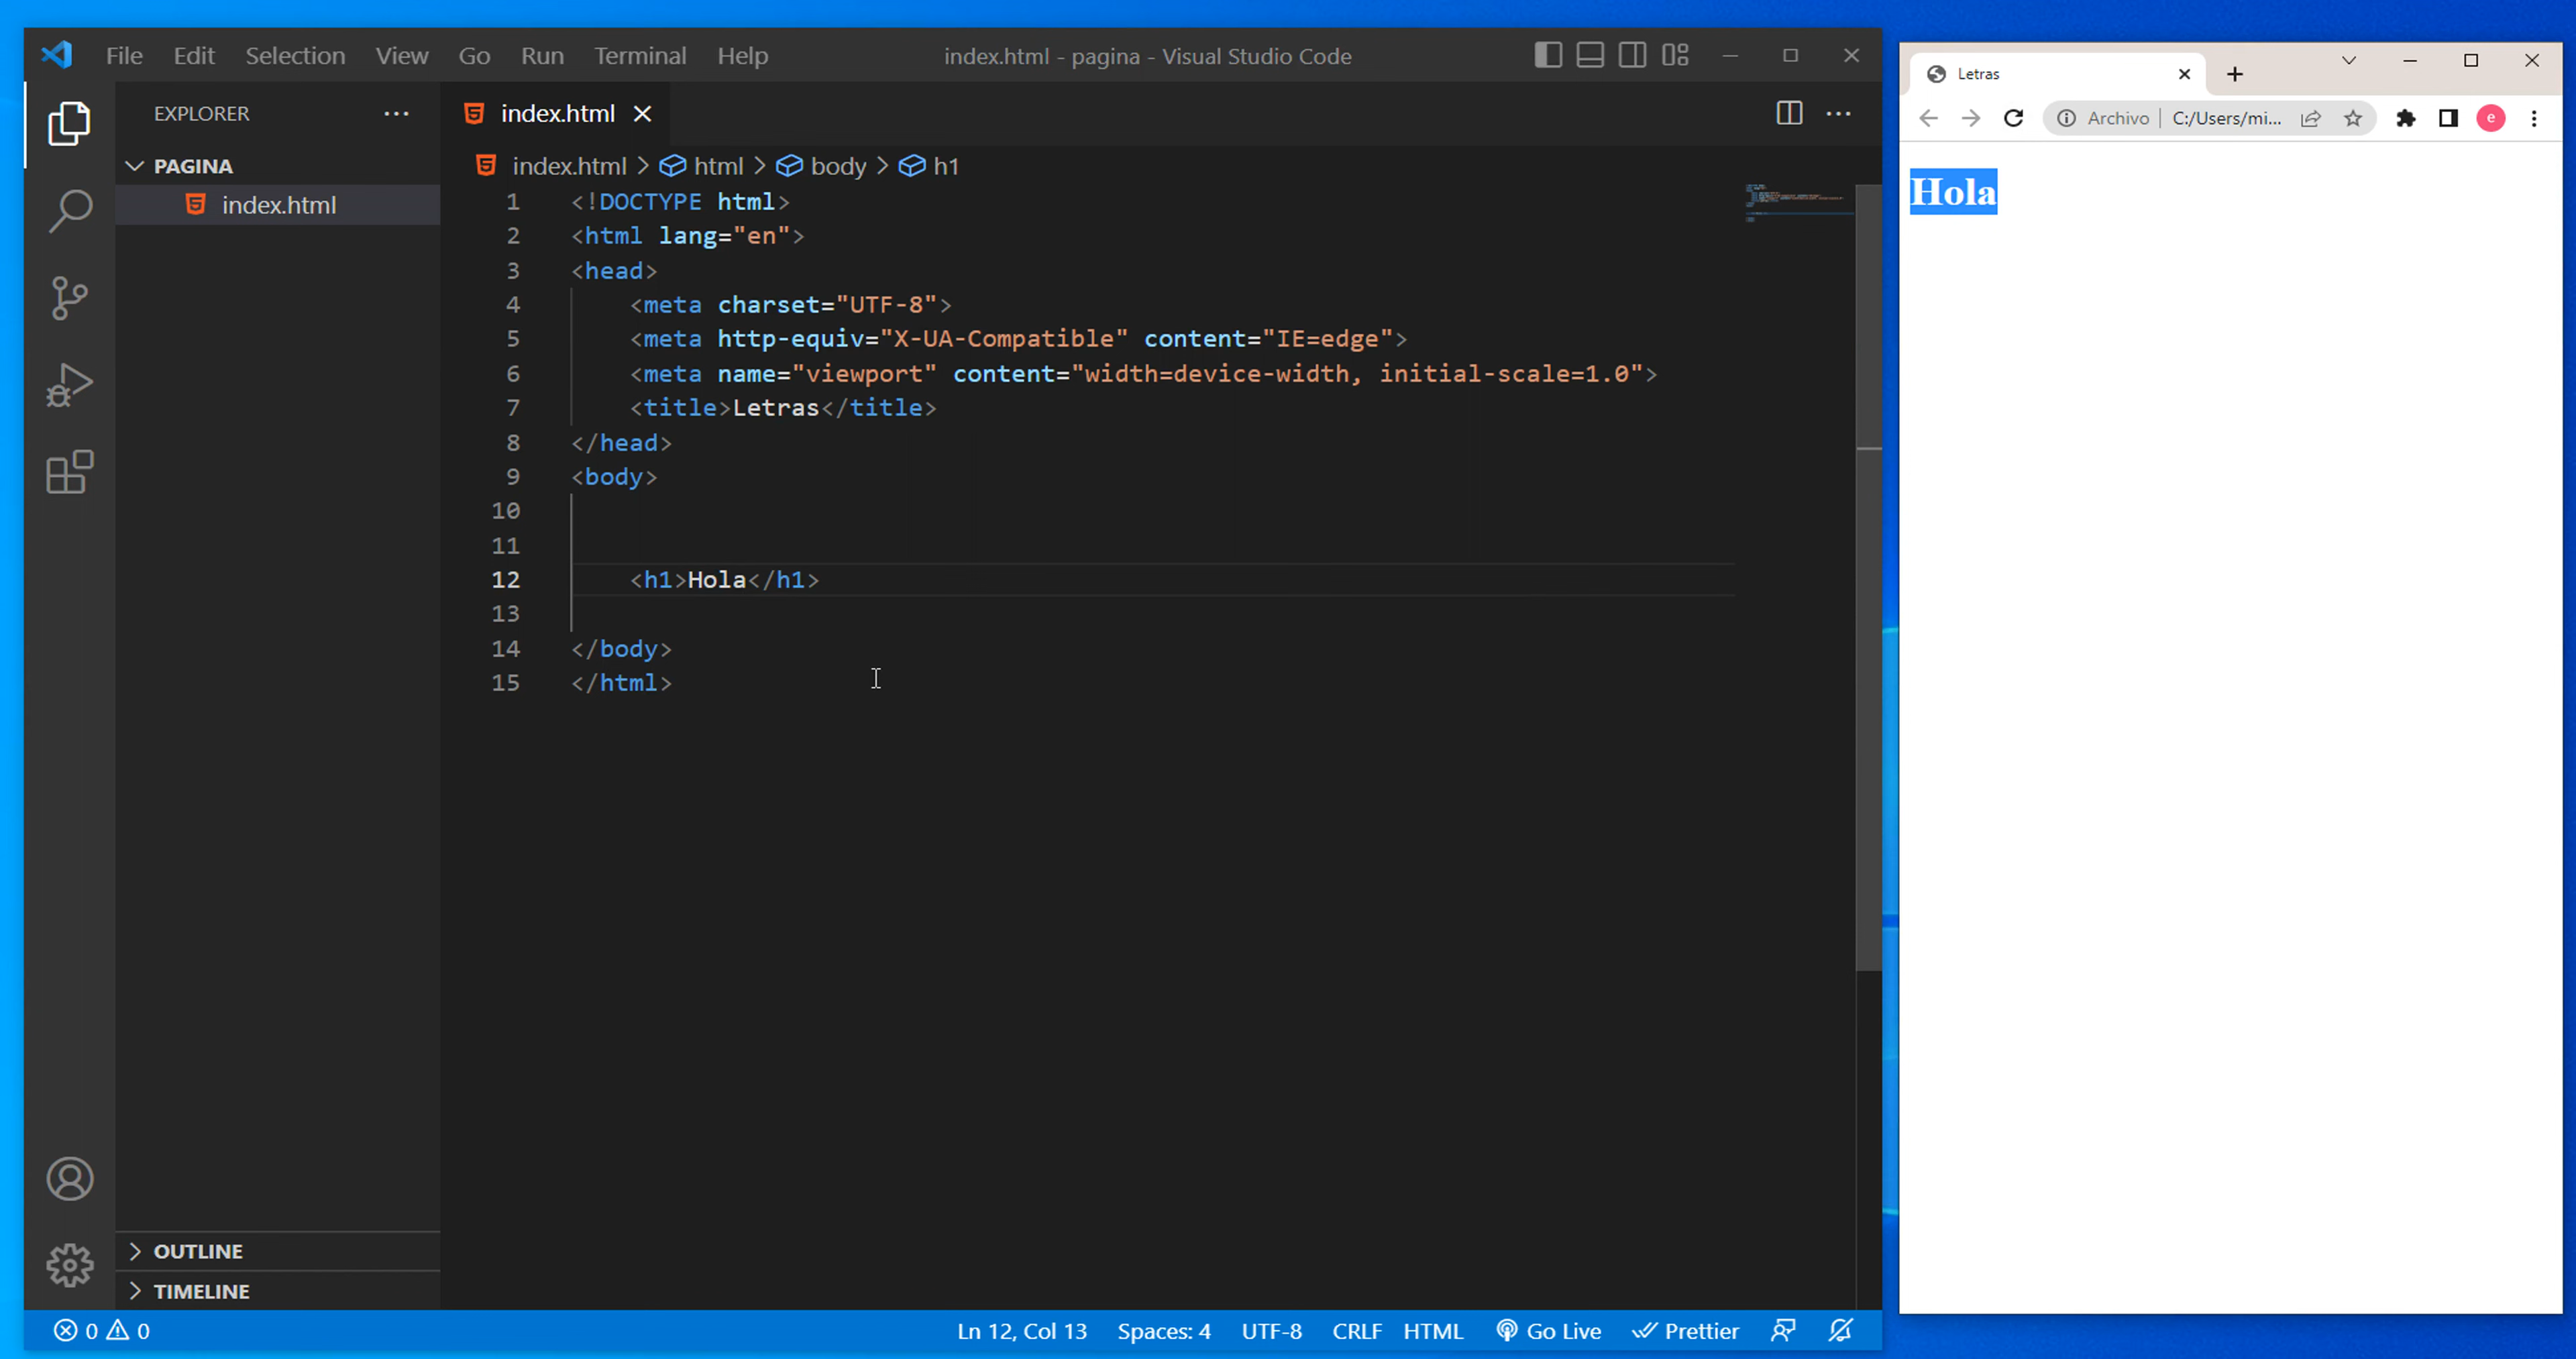 File Edit Selection View Go Run Terminal Help index.html - pagina - Visual Studio Code
EXPLORER
PAGINA
index.html
OUTLINE
TIMELINE
index.html
index.html > html > body > h1
1 <!DOCTYPE html>
2 <html lang="en">
3 <head>
4 <meta charset="UTF-8">
5 <meta http-equiv="X-UA-Compatible" content="IE=edge">
6 <meta name="viewport" content="width=device-width, initial-scale=1.0">
7 <title>Letras</title>
8 </head>
9 <body>
10
11
12 <h1>Hola</h1>
13
14 </body>
15 </html>
0 0 Ln 12, Col 13 Spaces: 4 UTF-8 CRLF HTML Go Live Prettier
Letras
Archivo | C:/Users/mi... e
Hola